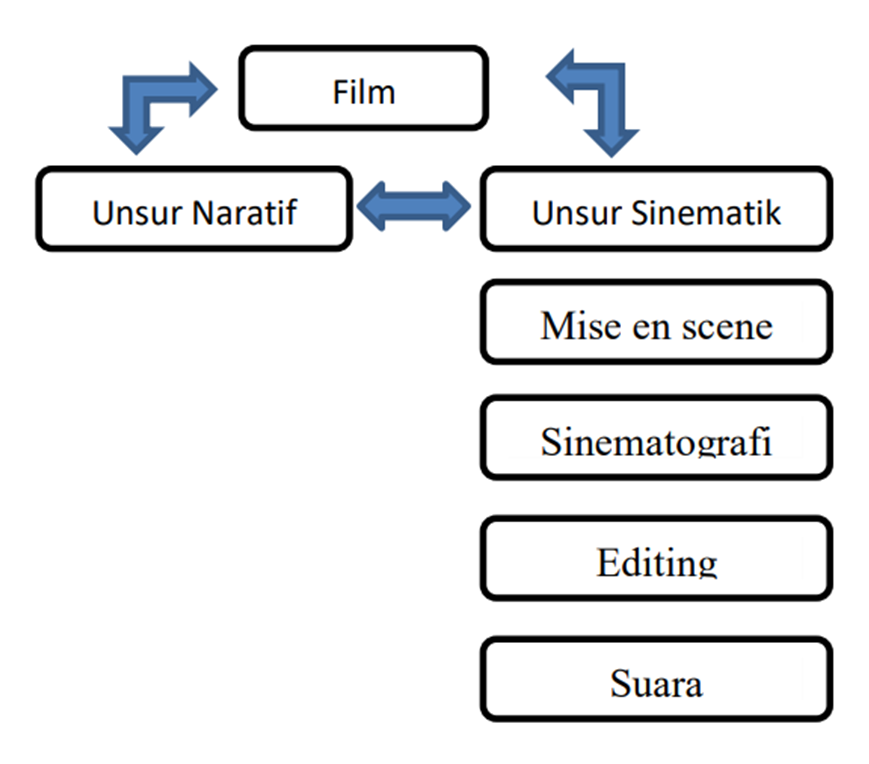 Film
Unsur Naratif
Unsur Sinematik
Mise en scene
Sinematografi
Editing
Suara